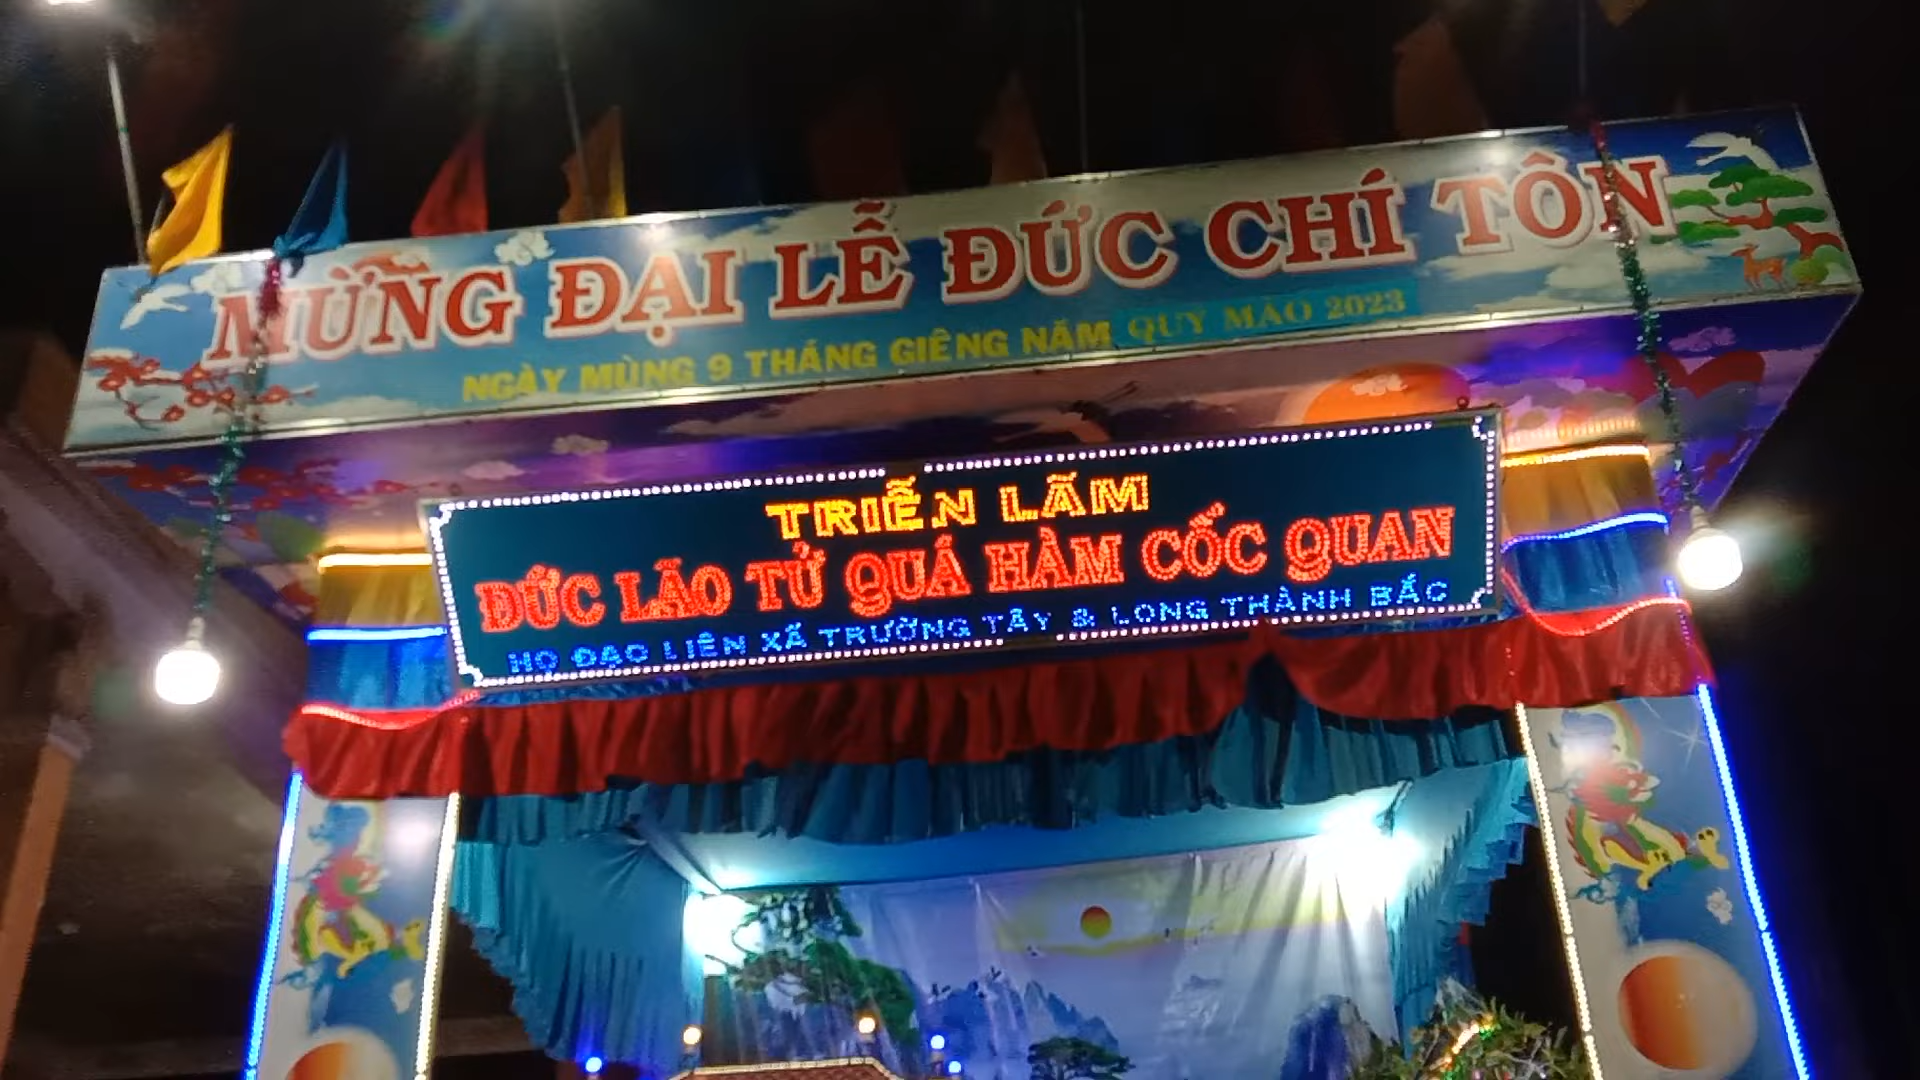 MỪNG ĐẠI LỄ ĐỨC CHÍ TÔN
NGÀY MÙNG 9 THÁNG GIÊNG NĂM QUÝ MÃO 2023
TRIỄN LÃM
ĐỨC LÃO TỬ QUÁ HÀM CỐC QUAN
HỌ ĐẠO LIÊN XÃ TRƯỜNG TÂY & LONG THÀNH BẮC